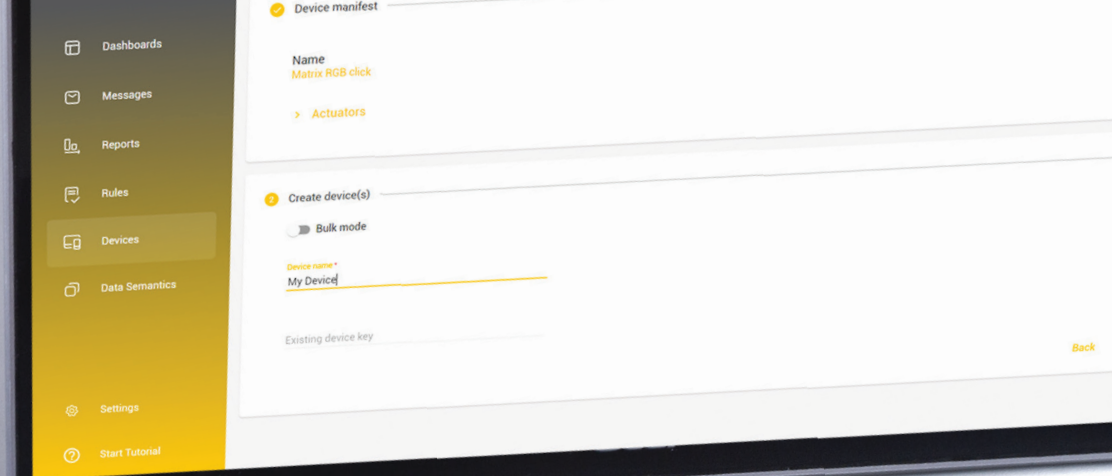 Dashboards
Messages
Reports
Rules
Devices
Data Semantics
Settings
Start Tutorial
Device manifest
Name
Matrix RGB click
> Actuators
2 Create device(s)
Bulk mode
Device name *
My Device
Existing device key
Back